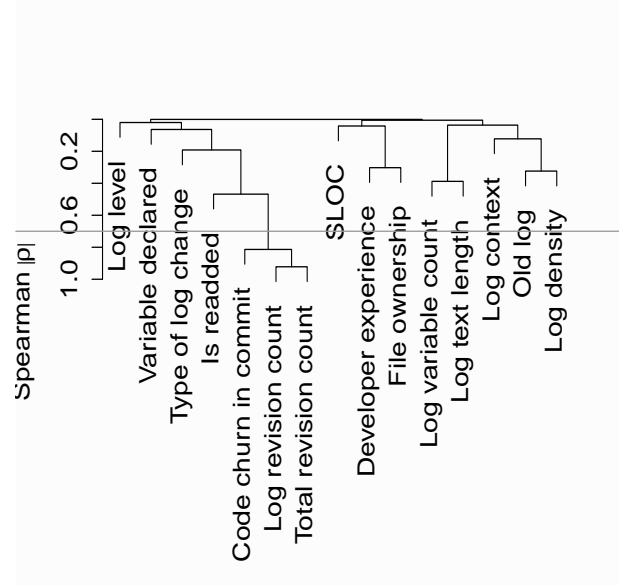 Spearman |ρ|
1.0
0.6
0.2
Log level
Variable declared
Type of log change
Is readded
Code churn in commit
Log revision count
Total revision count
SLOC
Developer experience
File ownership
Log variable count
Log text length
Log context
Old log
Log density